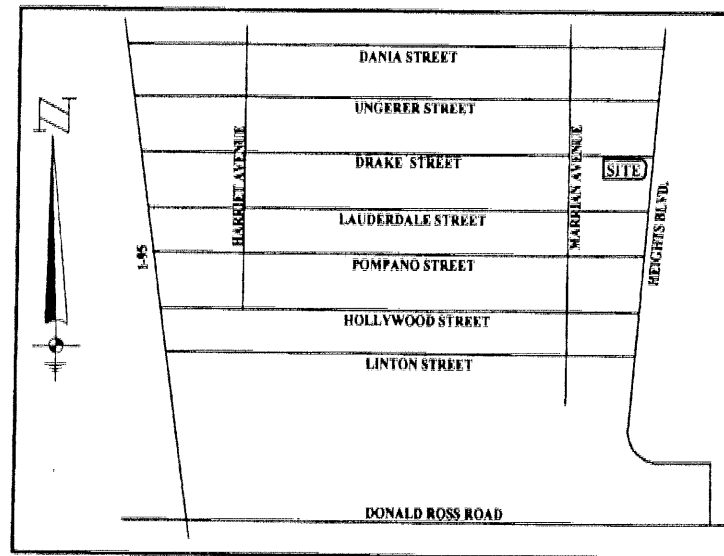 DANIA STREET
UNGERER STREET
N
HARRIET AVENUE
DRAKE STREET
MARRIAN AVENUE
SITE
LAUDERDALE STREET
HEIGHTS BLVD.
I-95
POMPANO STREET
HOLLYWOOD STREET
LINTON STREET
DONALD ROSS ROAD